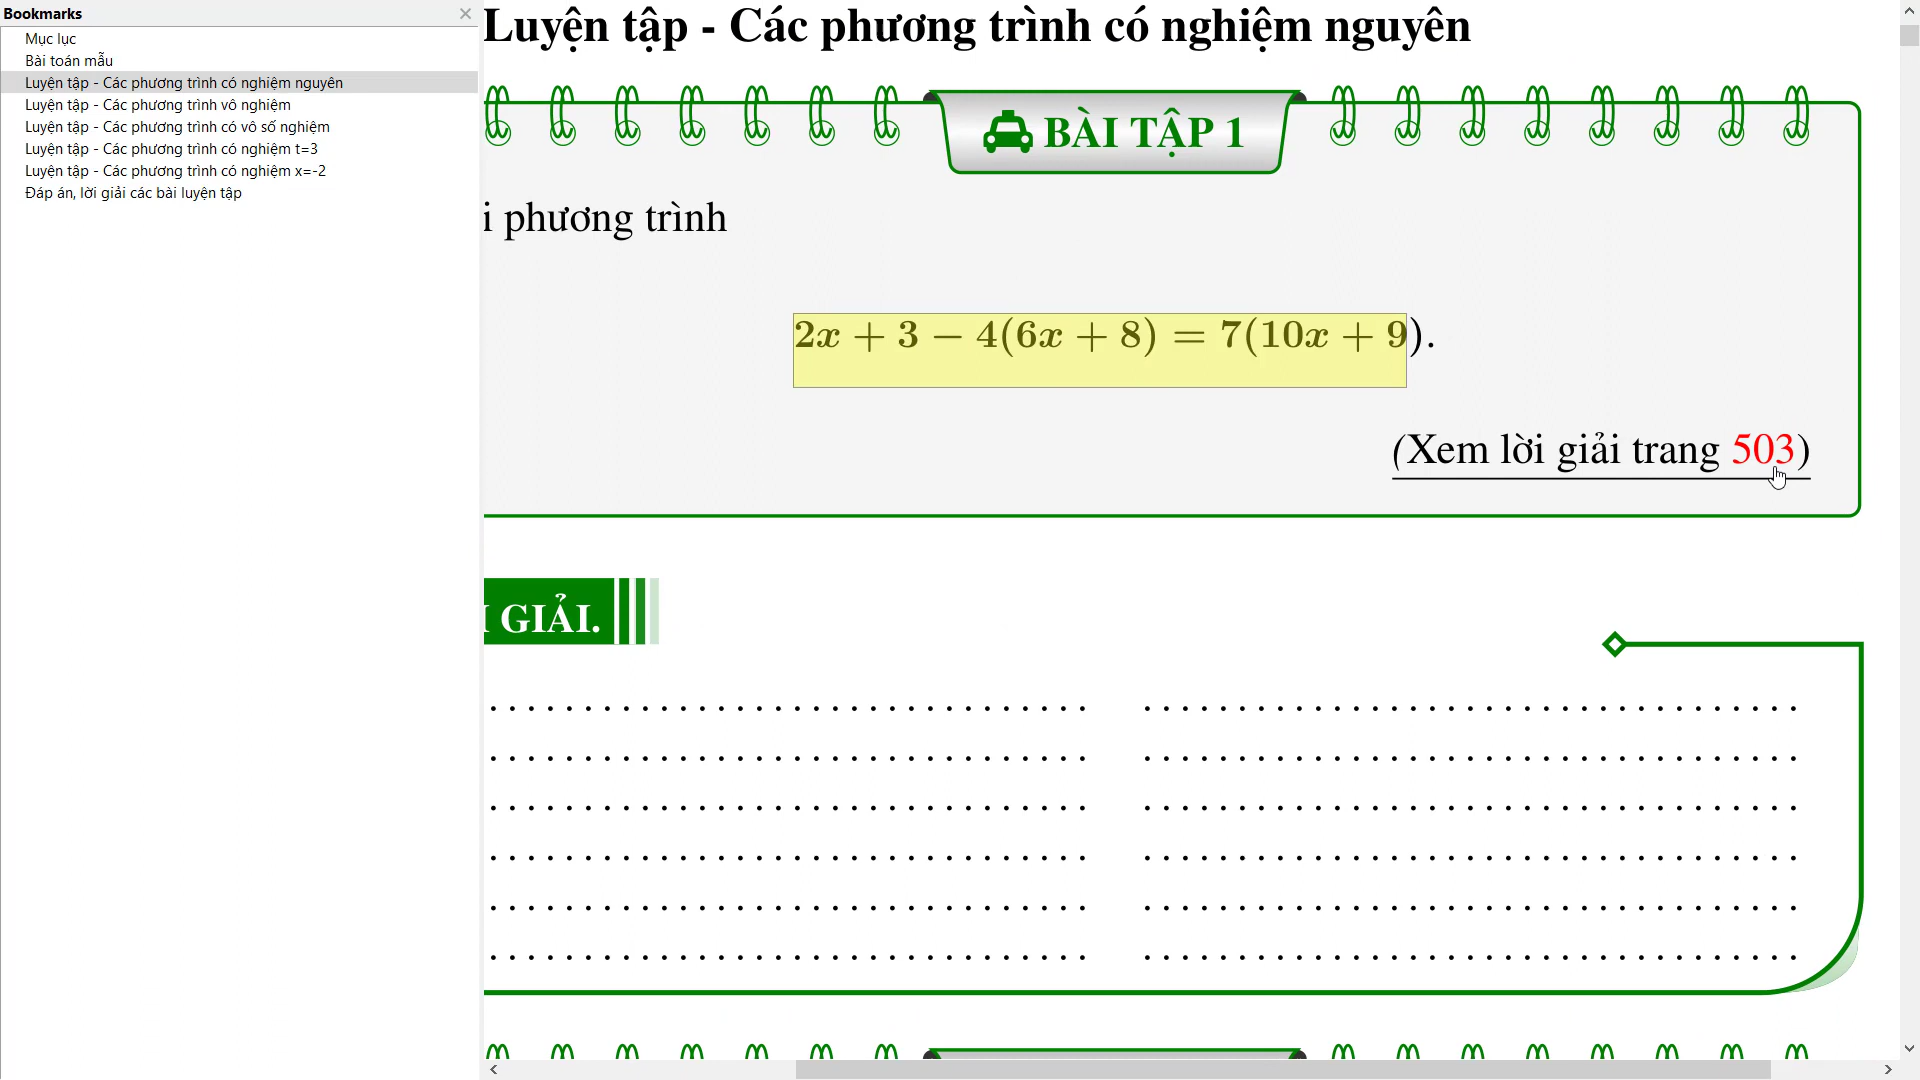 Bookmarks
Mục lục
Bài toán mẫu
Luyện tập - Các phương trình có nghiệm nguyên
Luyện tập - Các phương trình vô nghiệm
Luyện tập - Các phương trình có vô số nghiệm
Luyện tập - Các phương trình có nghiệm t=3
Luyện tập - Các phương trình có nghiệm x=-2
Đáp án, lời giải các bài luyện tập
Luyện tập - Các phương trình có nghiệm nguyên
BÀI TẬP 1
i phương trình
2x + 3 − 4(6x + 8) = 7(10x + 9).
(Xem lời giải trang 503)
I GIẢI.